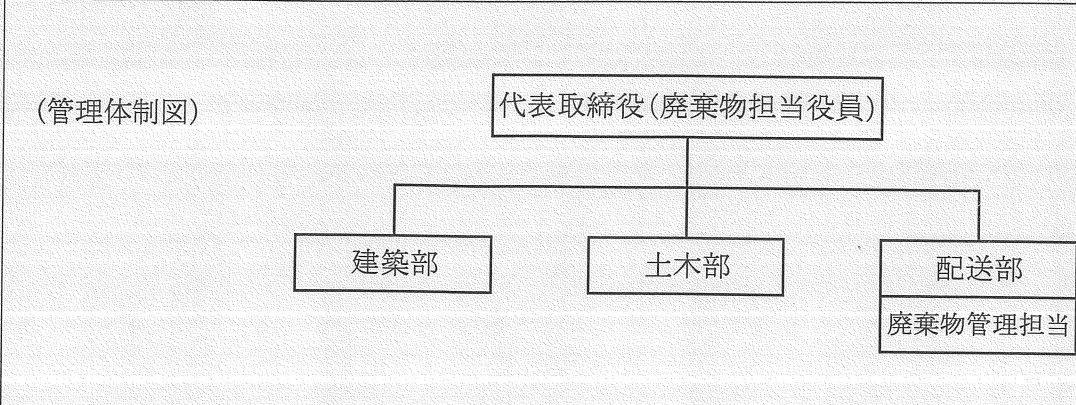 (管理体制図)
代表取締役(廃棄物担当役員)
建築部
土木部
配送部
廃棄物管理担当